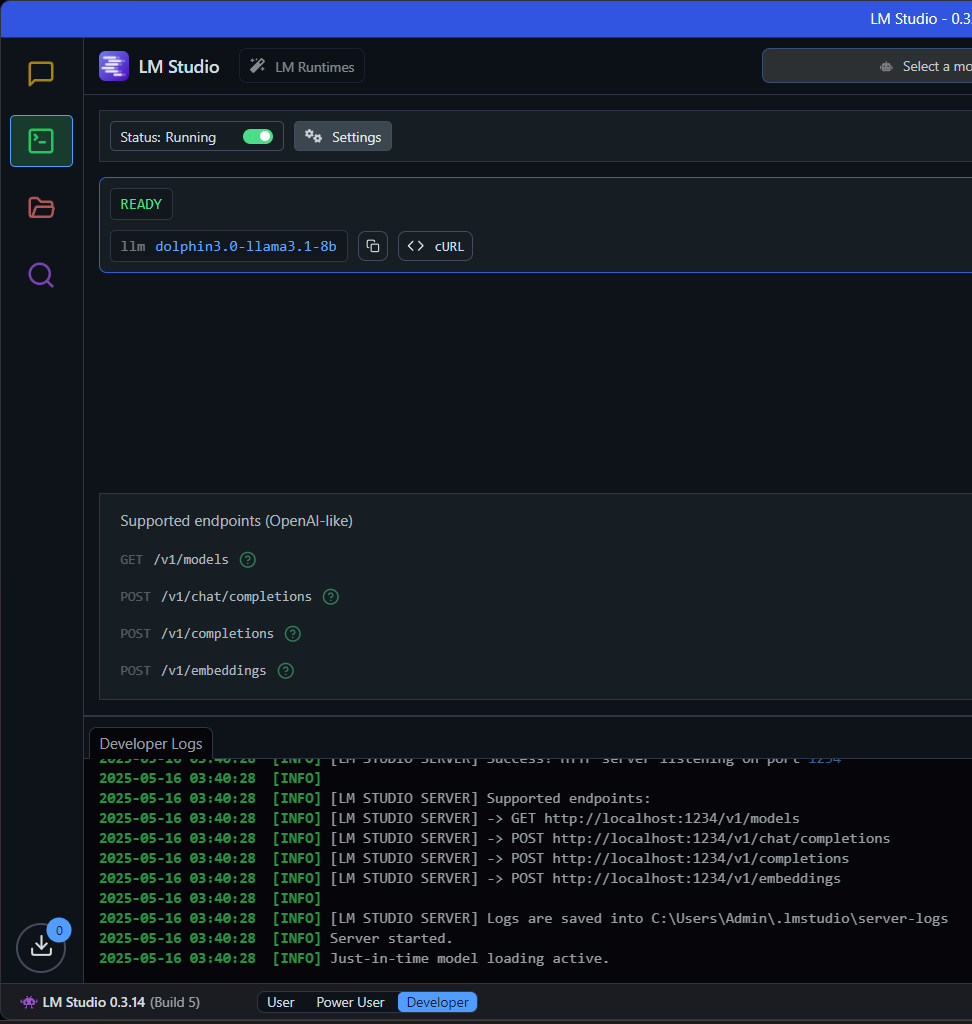 LM Studio - 0.3.
LM Studio LM Runtimes Select a mo
Status: Running Settings
READY
llm dolphin3.0-llama3.1-8b <> cURL
Supported endpoints (OpenAI-like)
GET /v1/models ?
POST /v1/chat/completions ?
POST /v1/completions ?
POST /v1/embeddings ?
Developer Logs
2025-05-16 03:40:28 [INFO] [LM STUDIO SERVER] Success! HTTP server listening on port 1234
2025-05-16 03:40:28 [INFO]
2025-05-16 03:40:28 [INFO] [LM STUDIO SERVER] Supported endpoints:
2025-05-16 03:40:28 [INFO] [LM STUDIO SERVER] -> GET http://localhost:1234/v1/models
2025-05-16 03:40:28 [INFO] [LM STUDIO SERVER] -> POST http://localhost:1234/v1/chat/completions
2025-05-16 03:40:28 [INFO] [LM STUDIO SERVER] -> POST http://localhost:1234/v1/completions
2025-05-16 03:40:28 [INFO] [LM STUDIO SERVER] -> POST http://localhost:1234/v1/embeddings
2025-05-16 03:40:28 [INFO]
2025-05-16 03:40:28 [INFO] [LM STUDIO SERVER] Logs are saved into C:\Users\Admin\.lmstudio\server-logs
2025-05-16 03:40:28 [INFO] Server started.
2025-05-16 03:40:28 [INFO] Just-in-time model loading active.
0
LM Studio 0.3.14 (Build 5) User Power User Developer